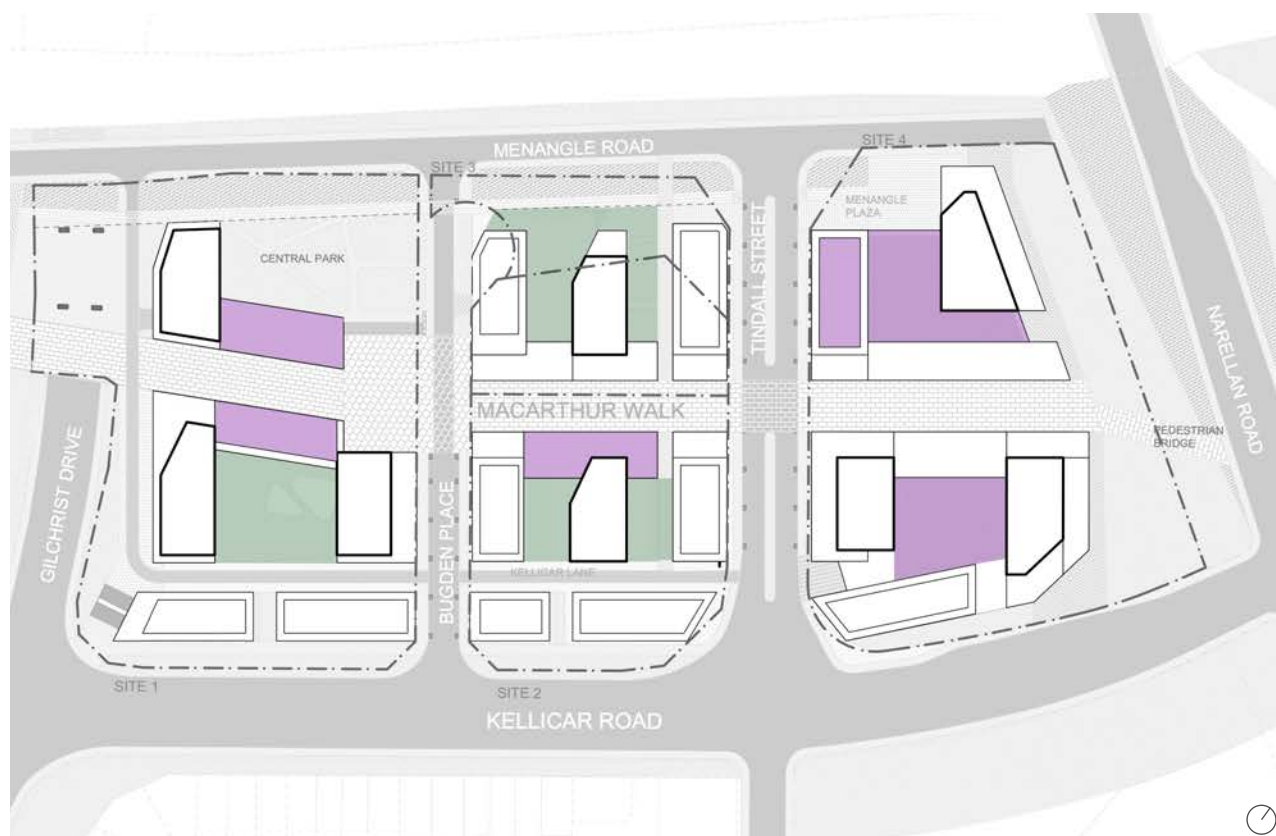 MENANGLE ROAD
SITE 4
SITE 3
MENANGLE
PLAZA
TINDALL STREET
CENTRAL PARK
NARELLAN ROAD
MACARTHUR WALK
PEDESTRIAN
BRIDGE
GILCHRIST DRIVE
BUGDEN PLACE
KELLICAR LANE
SITE 1
SITE 2
KELLICAR ROAD